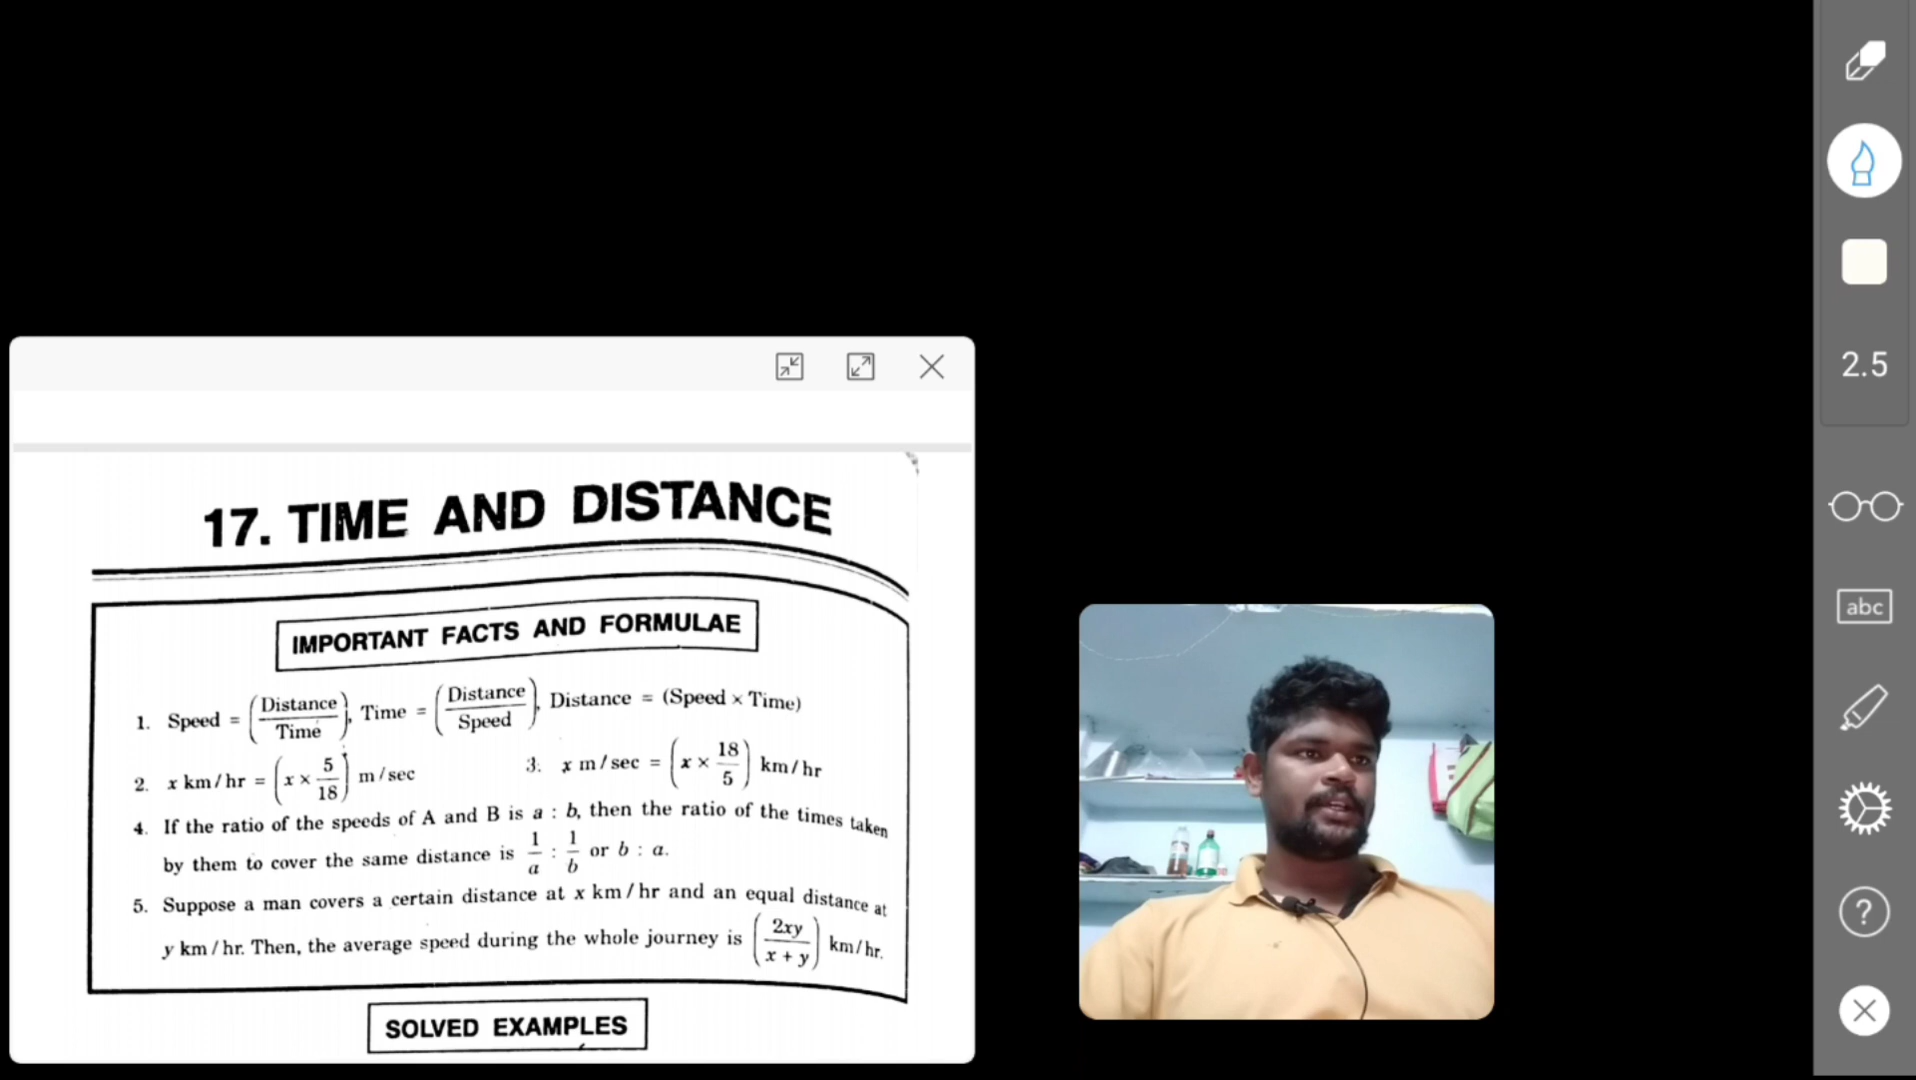 17. TIME AND DISTANCE
IMPORTANT FACTS AND FORMULAE
1. Speed = (Distance/Time), Time = (Distance/Speed), Distance = (Speed × Time)
2. x km/hr = (x × 5/18) m/sec 3. x m/sec = (x × 18/5) km/hr
4. If the ratio of the speeds of A and B is a : b, then the ratio of the times taken
by them to cover the same distance is 1/a : 1/b or b : a.
5. Suppose a man covers a certain distance at x km/hr and an equal distance at
y km/hr. Then, the average speed during the whole journey is (2xy/x + y) km/hr.
SOLVED EXAMPLES
2.5
abc
?